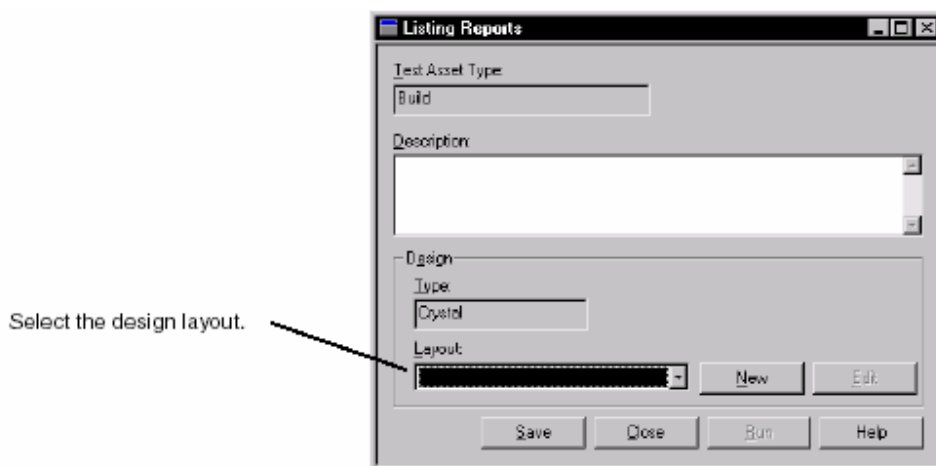 Listing Reports
Test Asset Type:
Build
Description:
Design
Type:
Crystal
Select the design layout.
Layout:
New
Edit
Save
Close
Run
Help